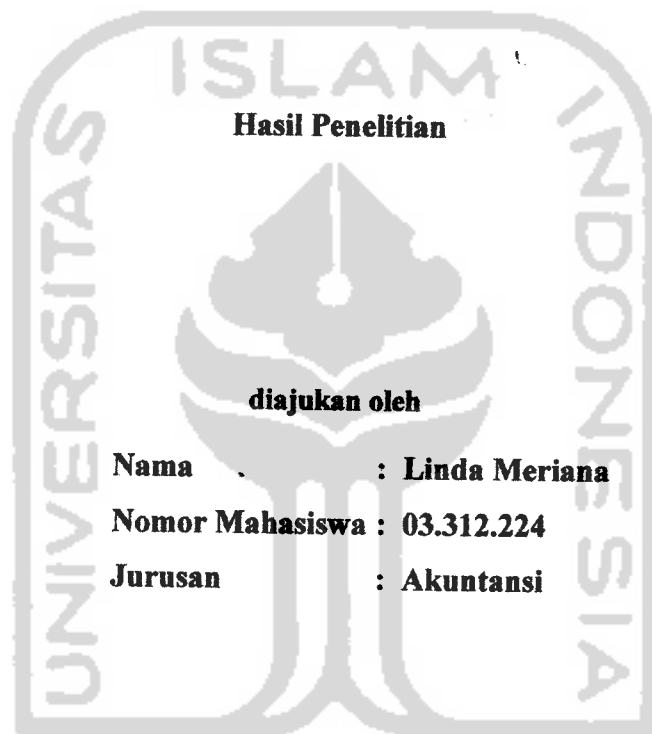 UNIVERSITAS ISLAM INDONESIA
Hasil Penelitian
diajukan oleh
Nama : Linda Meriana
Nomor Mahasiswa : 03.312.224
Jurusan : Akuntansi